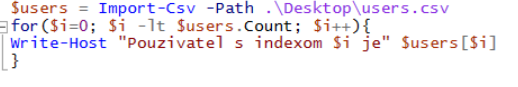 $users = Import-Csv -Path .\Desktop\users.csv
for($i=0; $i -lt $users.Count; $i++){
Write-Host "Pouzivatel s indexom $i je" $users[$i]
}